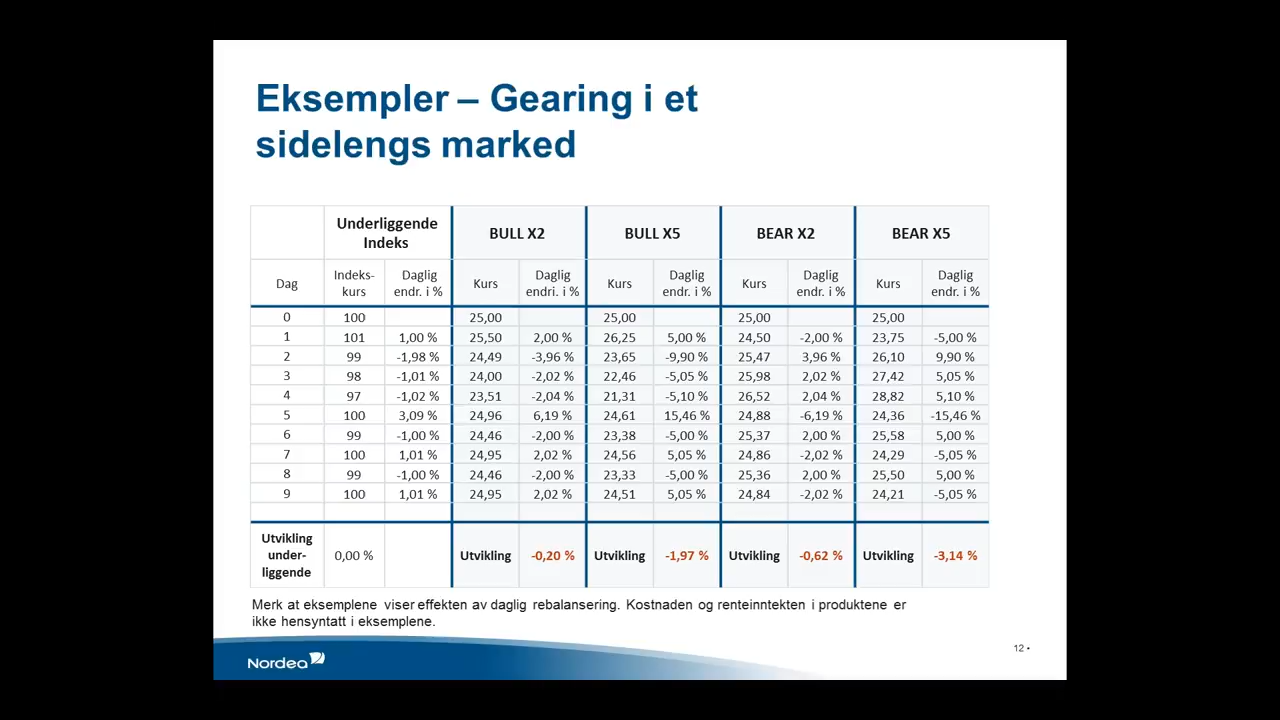 Eksempler – Gearing i et
sidelengs marked
Underliggende Indeks BULL X2 BULL X5 BEAR X2 BEAR X5
Dag Indeks-kurs Daglig endr. i % Kurs Daglig endri. i % Kurs Daglig endr. i % Kurs Daglig endr. i % Kurs Daglig endr. i %
0 100 25,00 25,00 25,00 25,00
1 101 1,00 % 25,50 2,00 % 26,25 5,00 % 24,50 -2,00 % 23,75 -5,00 %
2 99 -1,98 % 24,49 -3,96 % 23,65 -9,90 % 25,47 3,96 % 26,10 9,90 %
3 98 -1,01 % 24,00 -2,02 % 22,46 -5,05 % 25,98 2,02 % 27,42 5,05 %
4 97 -1,02 % 23,51 -2,04 % 21,31 -5,10 % 26,52 2,04 % 28,82 5,10 %
5 100 3,09 % 24,96 6,19 % 24,61 15,46 % 24,88 -6,19 % 24,36 -15,46 %
6 99 -1,00 % 24,46 -2,00 % 23,38 -5,00 % 25,37 2,00 % 25,58 5,00 %
7 100 1,01 % 24,95 2,02 % 24,56 5,05 % 24,86 -2,02 % 24,29 -5,05 %
8 99 -1,00 % 24,46 -2,00 % 23,33 -5,00 % 25,36 2,00 % 25,50 5,00 %
9 100 1,01 % 24,95 2,02 % 24,51 5,05 % 24,84 -2,02 % 24,21 -5,05 %
Utvikling under-liggende 0,00 % Utvikling -0,20 % Utvikling -1,97 % Utvikling -0,62 % Utvikling -3,14 %
Merk at eksemplene viser effekten av daglig rebalansering. Kostnaden og renteinntekten i produktene er
ikke hensyntatt i eksemplene.
12 •
Nordea